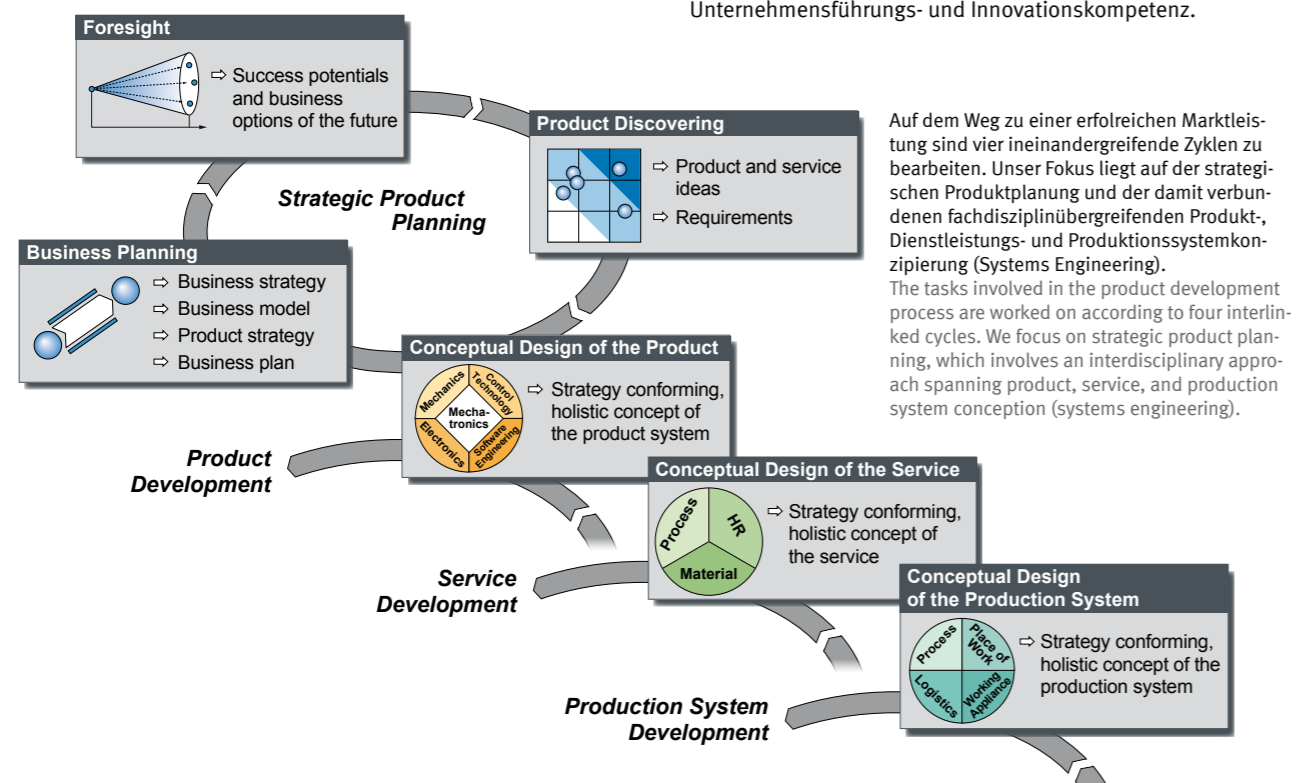 Unternehmensführungs- und Innovationskompetenz.
Foresight
⇨ Success potentials
and business
options of the future
Product Discovering
⇨ Product and service
ideas
⇨ Requirements
Strategic Product
Planning
Business Planning
⇨ Business strategy
⇨ Business model
⇨ Product strategy
⇨ Business plan
Auf dem Weg zu einer erfolreichen Marktleis-
tung sind vier ineinandergreifende Zyklen zu
bearbeiten. Unser Fokus liegt auf der strategi-
schen Produktplanung und der damit verbun-
denen fachdisziplinübergreifenden Produkt-,
Dienstleistungs- und Produktionssystemkon-
zipierung (Systems Engineering).
The tasks involved in the product development
process are worked on according to four interlin-
ked cycles. We focus on strategic product plan-
ning, which involves an interdisciplinary appro-
ach spanning product, service, and production
system conception (systems engineering).
Conceptual Design of the Product
Mechanics
Control
Technology
Mecha-
tronics
Electronics
Software
Engineering
⇨ Strategy conforming,
holistic concept of
the product system
Product
Development
Conceptual Design of the Service
Process
HR
Material
⇨ Strategy conforming,
holistic concept of
the service
Service
Development
Conceptual Design
of the Production System
Process
Place of
Work
Logistics
Working
Appliance
⇨ Strategy conforming,
holistic concept of the
production system
Production System
Development